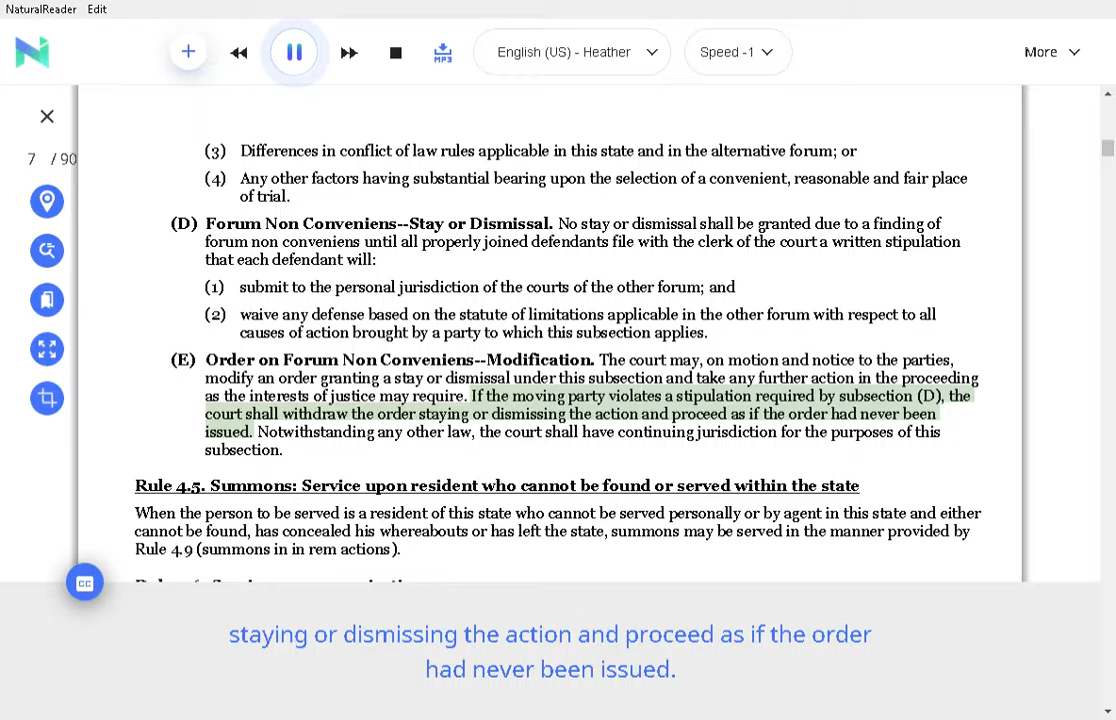 NaturalReader Edit
MP3
English (US) - Heather
Speed -1
More
7 / 90
(3) Differences in conflict of law rules applicable in this state and in the alternative forum; or
(4) Any other factors having substantial bearing upon the selection of a convenient, reasonable and fair place
of trial.
(D) Forum Non Conveniens--Stay or Dismissal. No stay or dismissal shall be granted due to a finding of
forum non conveniens until all properly joined defendants file with the clerk of the court a written stipulation
that each defendant will:
(1) submit to the personal jurisdiction of the courts of the other forum; and
(2) waive any defense based on the statute of limitations applicable in the other forum with respect to all
causes of action brought by a party to which this subsection applies.
(E) Order on Forum Non Conveniens--Modification. The court may, on motion and notice to the parties,
modify an order granting a stay or dismissal under this subsection and take any further action in the proceeding
as the interests of justice may require. If the moving party violates a stipulation required by subsection (D), the
court shall withdraw the order staying or dismissing the action and proceed as if the order had never been
issued. Notwithstanding any other law, the court shall have continuing jurisdiction for the purposes of this
subsection.
Rule 4.5. Summons: Service upon resident who cannot be found or served within the state
When the person to be served is a resident of this state who cannot be served personally or by agent in this state and either
cannot be found, has concealed his whereabouts or has left the state, summons may be served in the manner provided by
Rule 4.9 (summons in in rem actions).
CC
staying or dismissing the action and proceed as if the order
had never been issued.